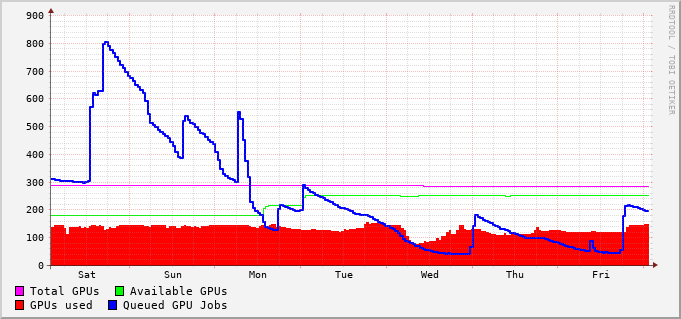 900
800
700
600
500
400
300
200
100
0
Sat Sun Mon Tue Wed Thu Fri
Total GPUs Available GPUs
GPUs used Queued GPU Jobs
RRDTOOL / TOBI OETIKER